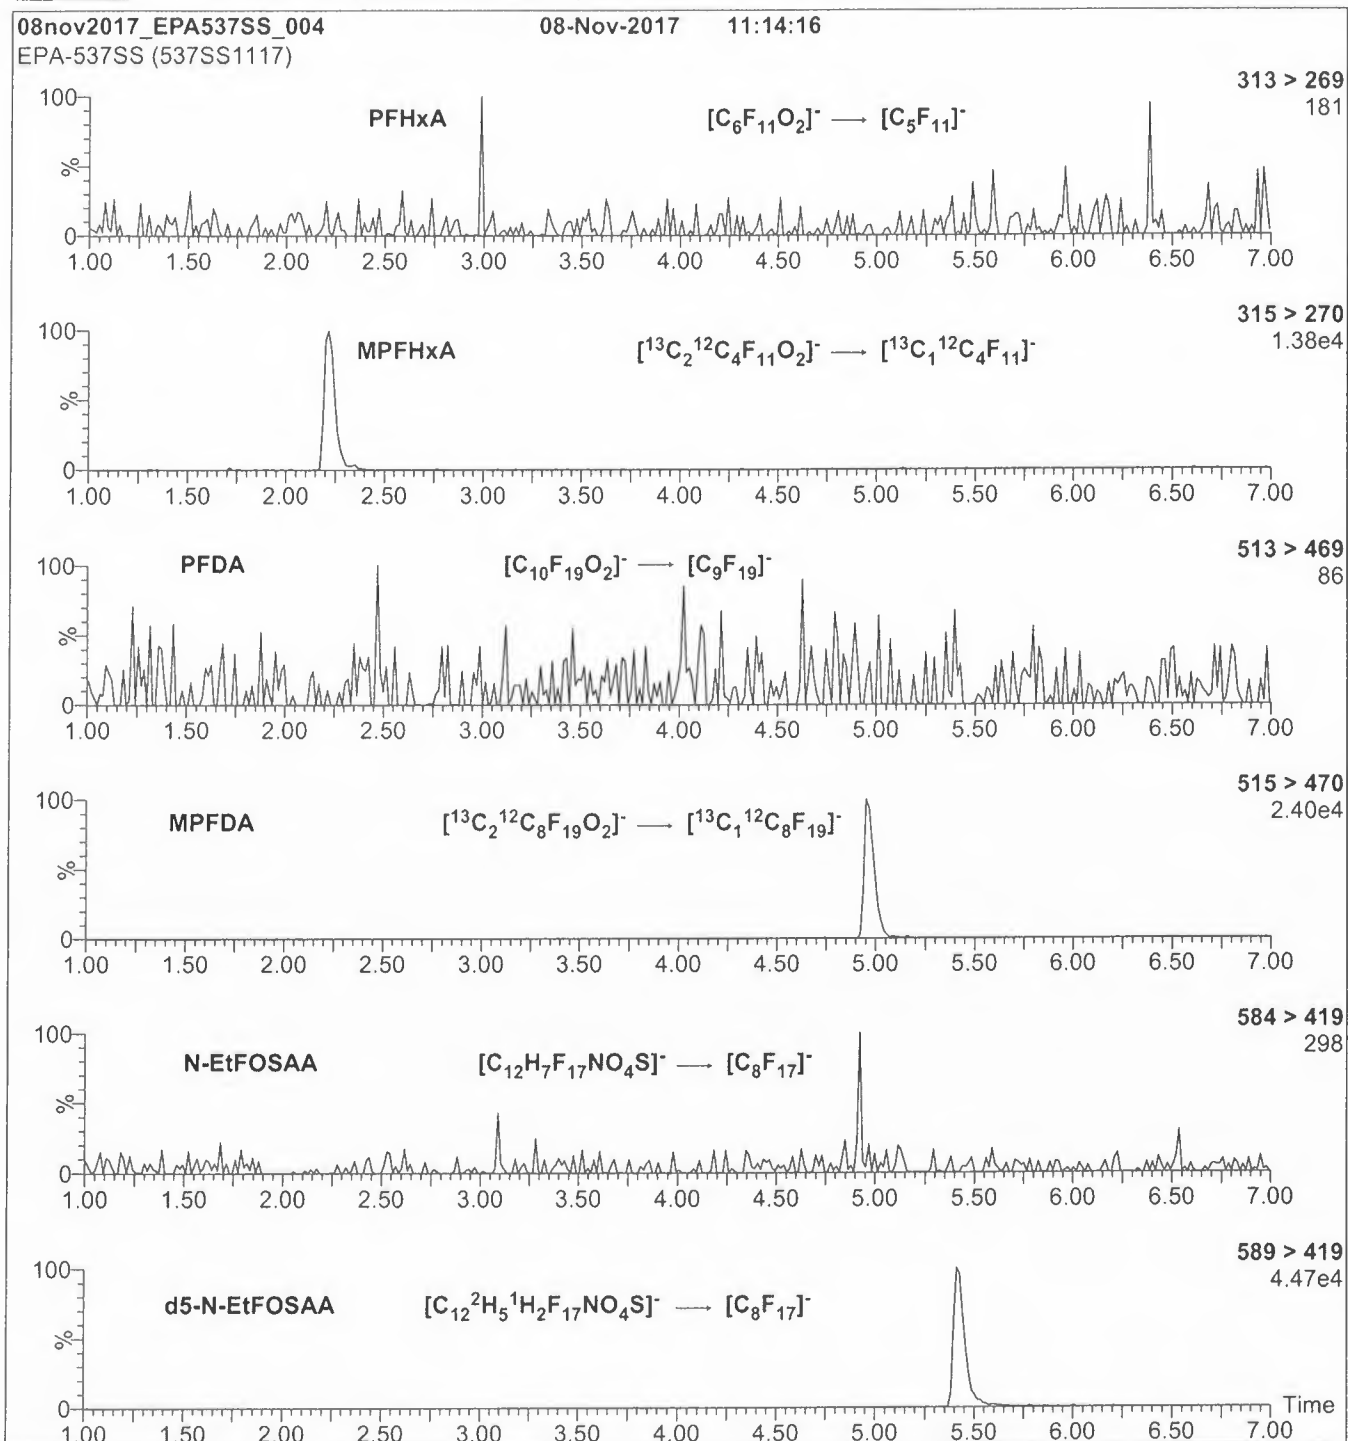 08nov2017_EPA537SS_004 08-Nov-2017 11:14:16
EPA-537SS (537SS1117)
313 > 269
181
PFHxA [C₆F₁₁O₂]⁻ → [C₅F₁₁]⁻
100
%
0
1.00 1.50 2.00 2.50 3.00 3.50 4.00 4.50 5.00 5.50 6.00 6.50 7.00
315 > 270
1.38e4
MPFHxA [¹³C₂¹²C₄F₁₁O₂]⁻ → [¹³C₁¹²C₄F₁₁]⁻
100
%
0
1.00 1.50 2.00 2.50 3.00 3.50 4.00 4.50 5.00 5.50 6.00 6.50 7.00
513 > 469
86
PFDA [C₁₀F₁₉O₂]⁻ → [C₉F₁₉]⁻
100
%
0
1.00 1.50 2.00 2.50 3.00 3.50 4.00 4.50 5.00 5.50 6.00 6.50 7.00
515 > 470
2.40e4
MPFDA [¹³C₂¹²C₈F₁₉O₂]⁻ → [¹³C₁¹²C₈F₁₉]⁻
100
%
0
1.00 1.50 2.00 2.50 3.00 3.50 4.00 4.50 5.00 5.50 6.00 6.50 7.00
584 > 419
298
N-EtFOSAA [C₁₂H₇F₁₇NO₄S]⁻ → [C₈F₁₇]⁻
100
%
0
1.00 1.50 2.00 2.50 3.00 3.50 4.00 4.50 5.00 5.50 6.00 6.50 7.00
589 > 419
4.47e4
d5-N-EtFOSAA [C₁₂²H₅¹H₂F₁₇NO₄S]⁻ → [C₈F₁₇]⁻
100
%
0
Time
1.00 1.50 2.00 2.50 3.00 3.50 4.00 4.50 5.00 5.50 6.00 6.50 7.00